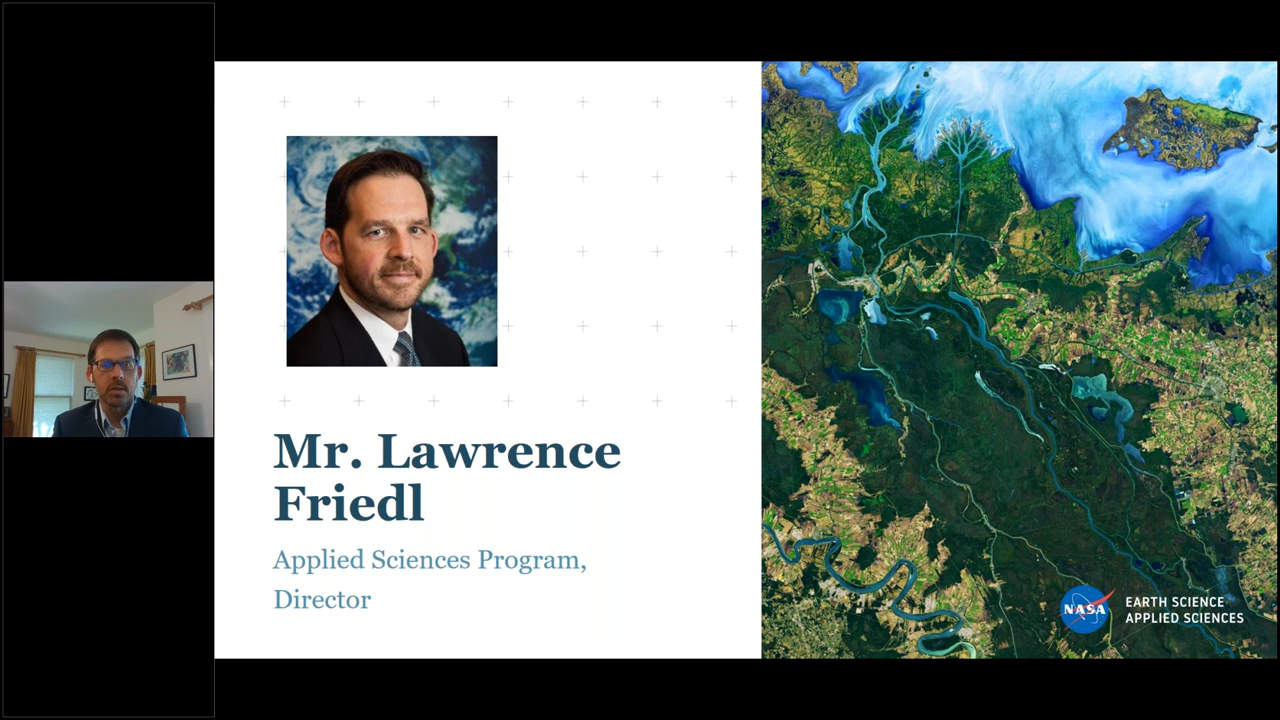 Mr. Lawrence
Friedl
Applied Sciences Program,
Director
NASA
EARTH SCIENCE
APPLIED SCIENCES